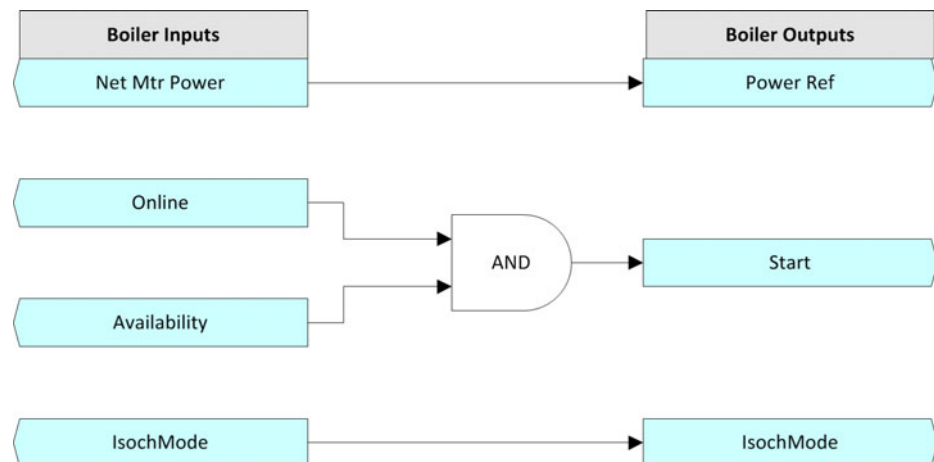 Boiler Inputs
Boiler Outputs
Net Mtr Power
Power Ref
Online
AND
Start
Availability
IsochMode
IsochMode